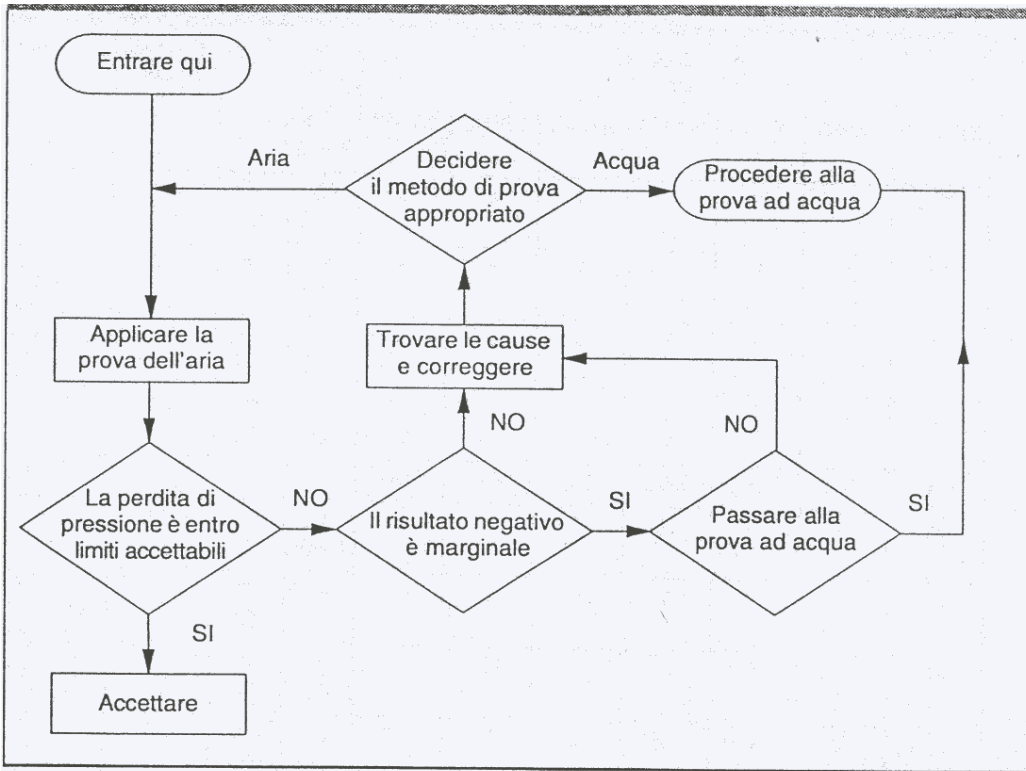 Entrare qui
Aria
Decidere
il metodo di prova
appropriato
Acqua
Procedere alla
prova ad acqua
Applicare la
prova dell'aria
Trovare le cause
e correggere
NO
NO
La perdita di
pressione è entro
limiti accettabili
NO
Il risultato negativo
è marginale
SI
Passare alla
prova ad acqua
SI
SI
Accettare